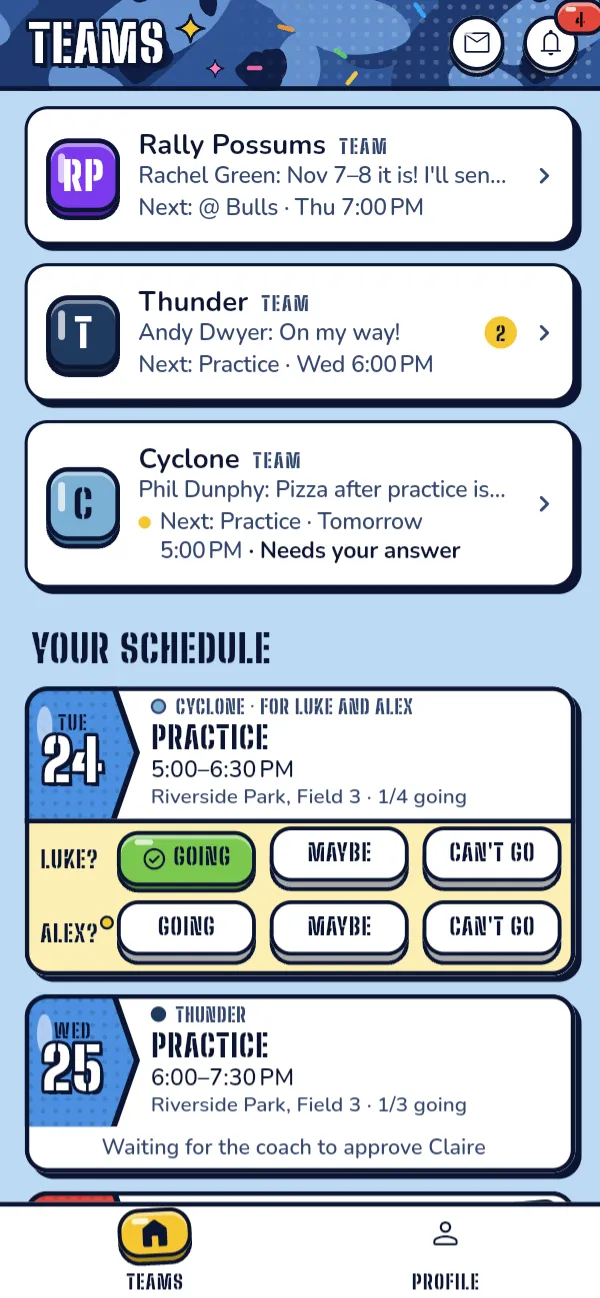 TEAMS
4
RP
Rally Possums TEAM
Rachel Green: Nov 7–8 it is! I'll sen...
Next: @ Bulls · Thu 7:00 PM
T
Thunder TEAM
Andy Dwyer: On my way!
2
Next: Practice · Wed 6:00 PM
C
Cyclone TEAM
Phil Dunphy: Pizza after practice is...
Next: Practice · Tomorrow
5:00 PM · Needs your answer
YOUR SCHEDULE
TUE
24
CYCLONE · FOR LUKE AND ALEX
PRACTICE
5:00–6:30 PM
Riverside Park, Field 3 · 1/4 going
LUKE? GOING MAYBE CAN'T GO
ALEX? GOING MAYBE CAN'T GO
WED
25
THUNDER
PRACTICE
6:00–7:30 PM
Riverside Park, Field 3 · 1/3 going
Waiting for the coach to approve Claire
TEAMS PROFILE